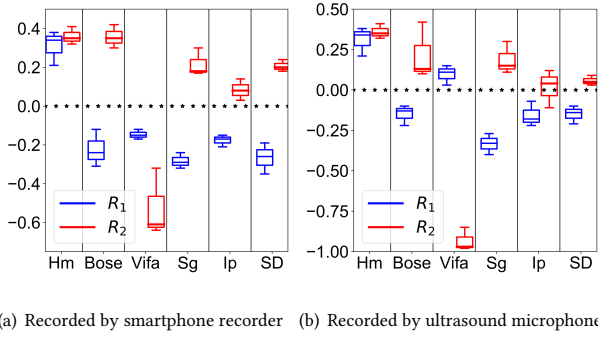 0.4
0.2
0.0
−0.2
−0.4
−0.6
R1
R2
Hm Bose Vifa Sg Ip SD
0.50
0.25
0.00
−0.25
−0.50
−0.75
−1.00
R1
R2
Hm Bose Vifa Sg Ip SD
a) Recorded by smartphone recorder
(b) Recorded by ultrasound microphone